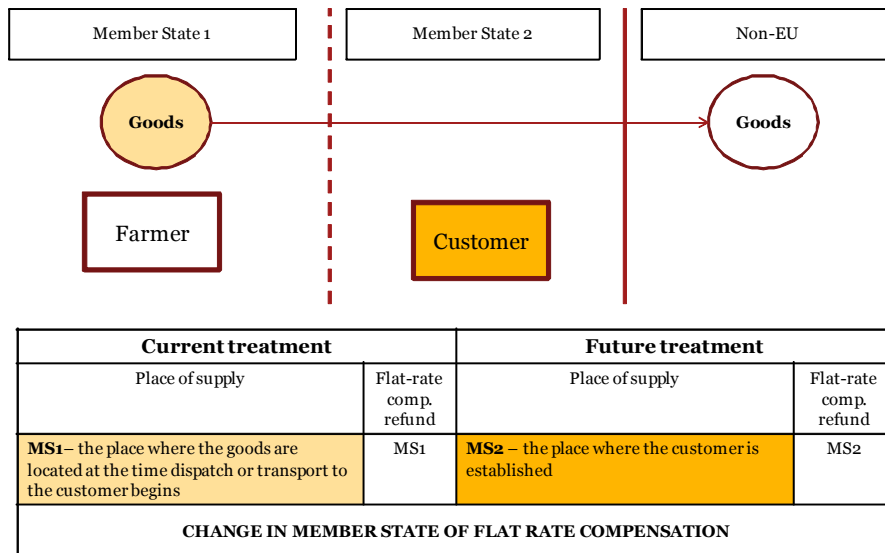 Member State 1
Member State 2
Non-EU
Goods
Goods
Farmer
Customer
Current treatment
Future treatment
Place of supply
Flat-rate
comp.
refund
Place of supply
Flat-rate
comp.
refund
MS1– the place where the goods are
located at the time dispatch or transport to
the customer begins
MS1
MS2 – the place where the customer is
established
MS2
CHANGE IN MEMBER STATE OF FLAT RATE COMPENSATION